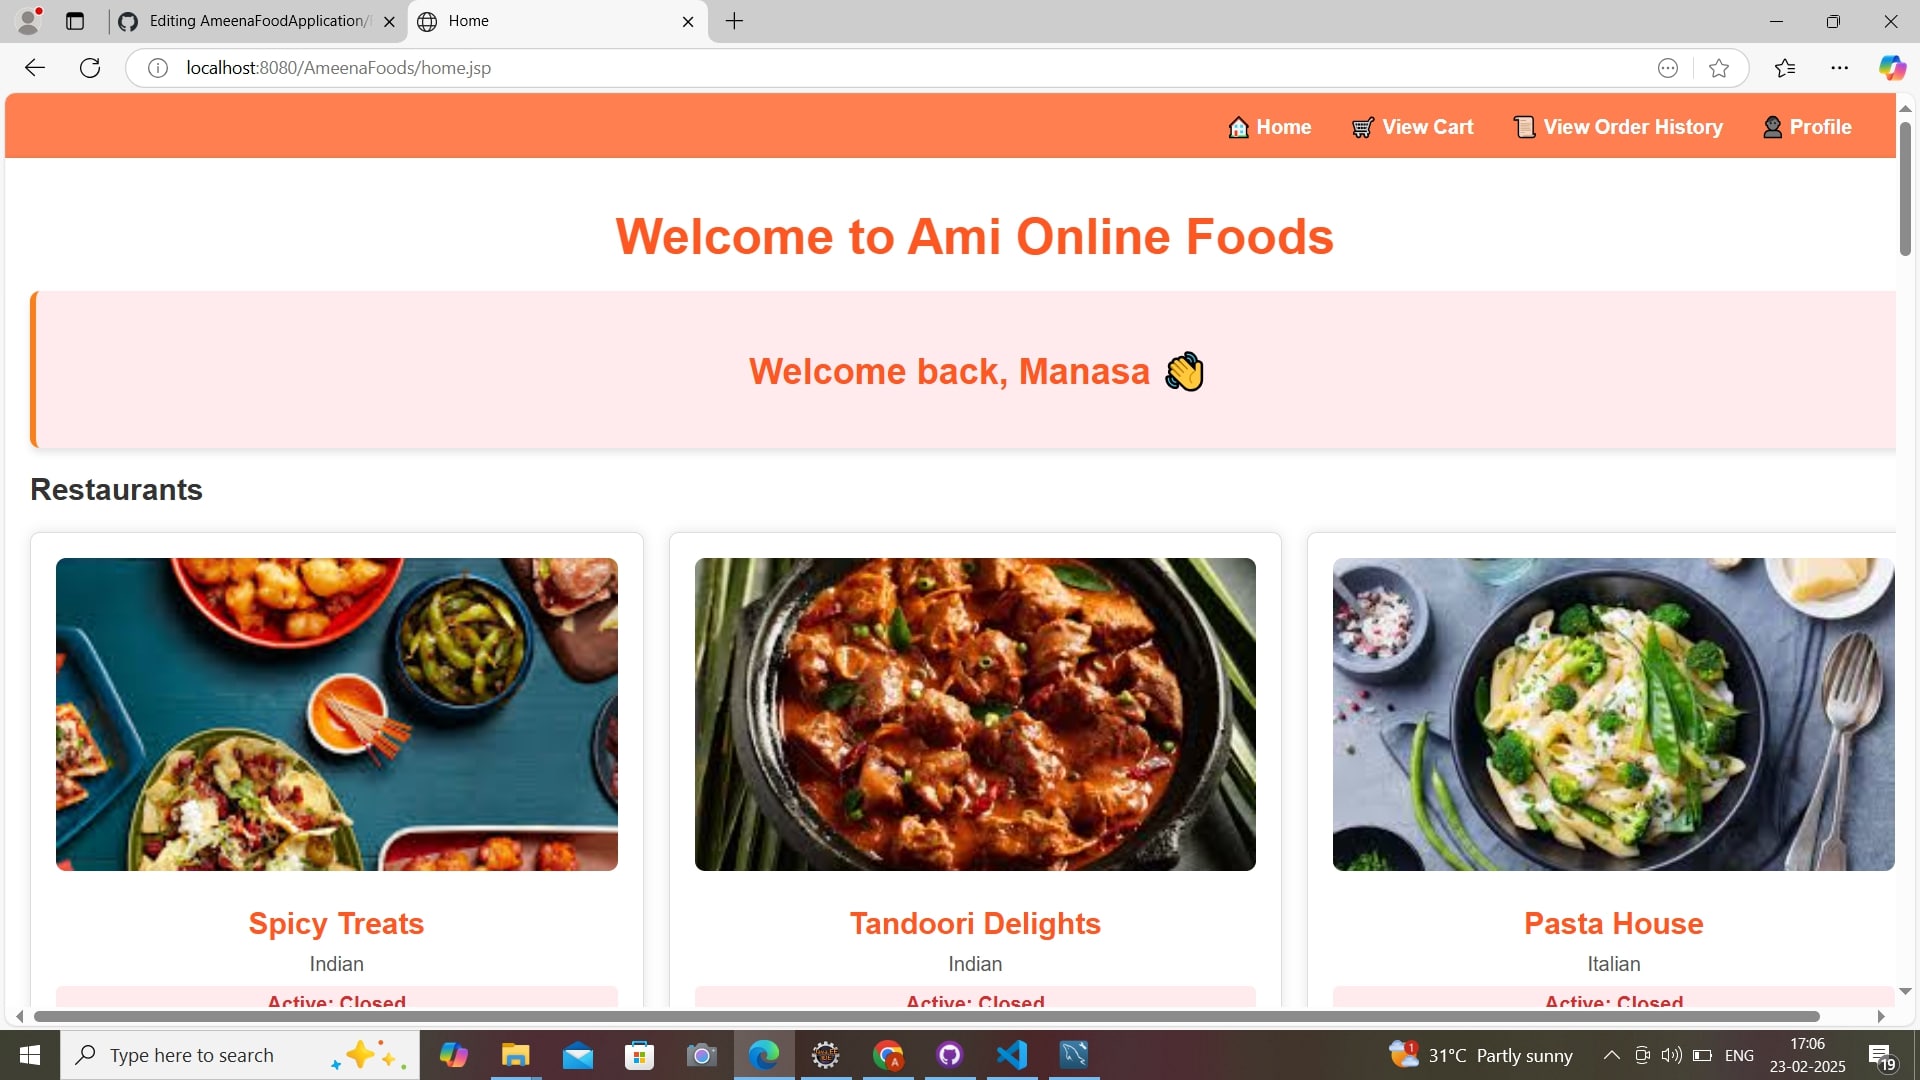 Editing AmeenaFoodApplication/
Home
localhost:8080/AmeenaFoods/home.jsp
Home View Cart View Order History Profile
Welcome to Ami Online Foods
Welcome back, Manasa
Restaurants
Spicy Treats
Indian
Active: Closed
Tandoori Delights
Indian
Active: Closed
Pasta House
Italian
Active: Closed
Type here to search
1
31°C Partly sunny
ENG
17:06
23-02-2025
19